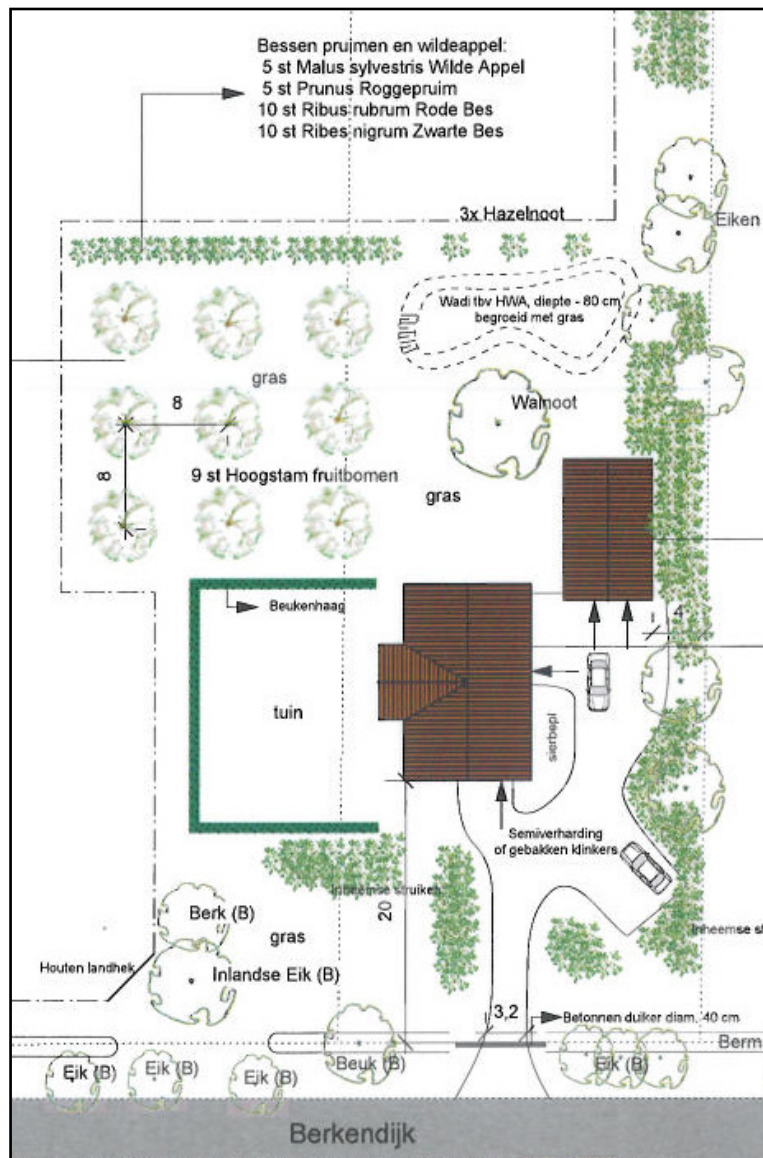 Bessen pruimen en wildeappel:
5 st Malus sylvestris Wilde Appel
5 st Prunus Roggepruim
10 st Ribus rubrum Rode Bes
10 st Ribes nigrum Zwarte Bes
3x Hazelnoot
Eiken
Wadi tbv HWA, diepte - 80 cm
begroeid met gras
gras
8
Walnoot
8
9 st Hoogstam fruitbomen
gras
Beukenhaag
4
tuin
sierbepl
Semiverharding
of gebakken klinkers
Inheemse struiken
20
Berk (B)
gras
Inheemse st
Houten landhek
Inlandse Eik (B)
3,2
Betonnen duiker diam. 40 cm
Berm
Eik (B)
Eik (B)
Eik (B)
Beuk (B)
Eik (B)
Berkendijk